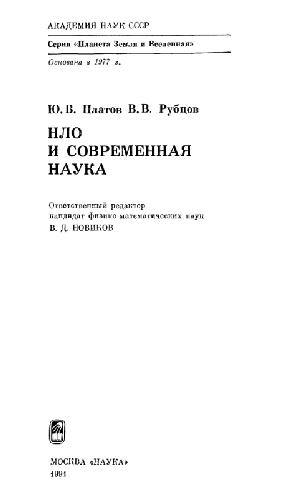 АКАДЕМИЯ НАУК СССР
Серия «Планета Земля и Вселенная»
Основана в 1977 г.
Ю. В. Платов В. В. Рубцов
НЛО
И СОВРЕМЕННАЯ
НАУКА
Ответственный редактор
кандидат физико-математических наук
В. Д. НОВИКОВ
МОСКВА «НАУКА»
1991